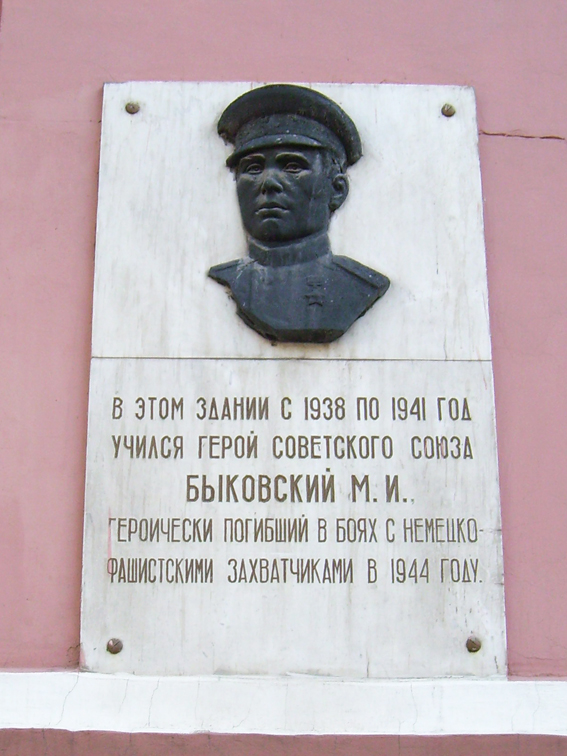 В ЭТОМ ЗДАНИИ С 1938 ПО 1941 ГОД
УЧИЛСЯ ГЕРОЙ СОВЕТСКОГО СОЮЗА
БЫКОВСКИЙ М. И.,
ГЕРОИЧЕСКИ ПОГИБШИЙ В БОЯХ С НЕМЕЦКО-
ФАШИСТСКИМИ ЗАХВАТЧИКАМИ В 1944 ГОДУ.